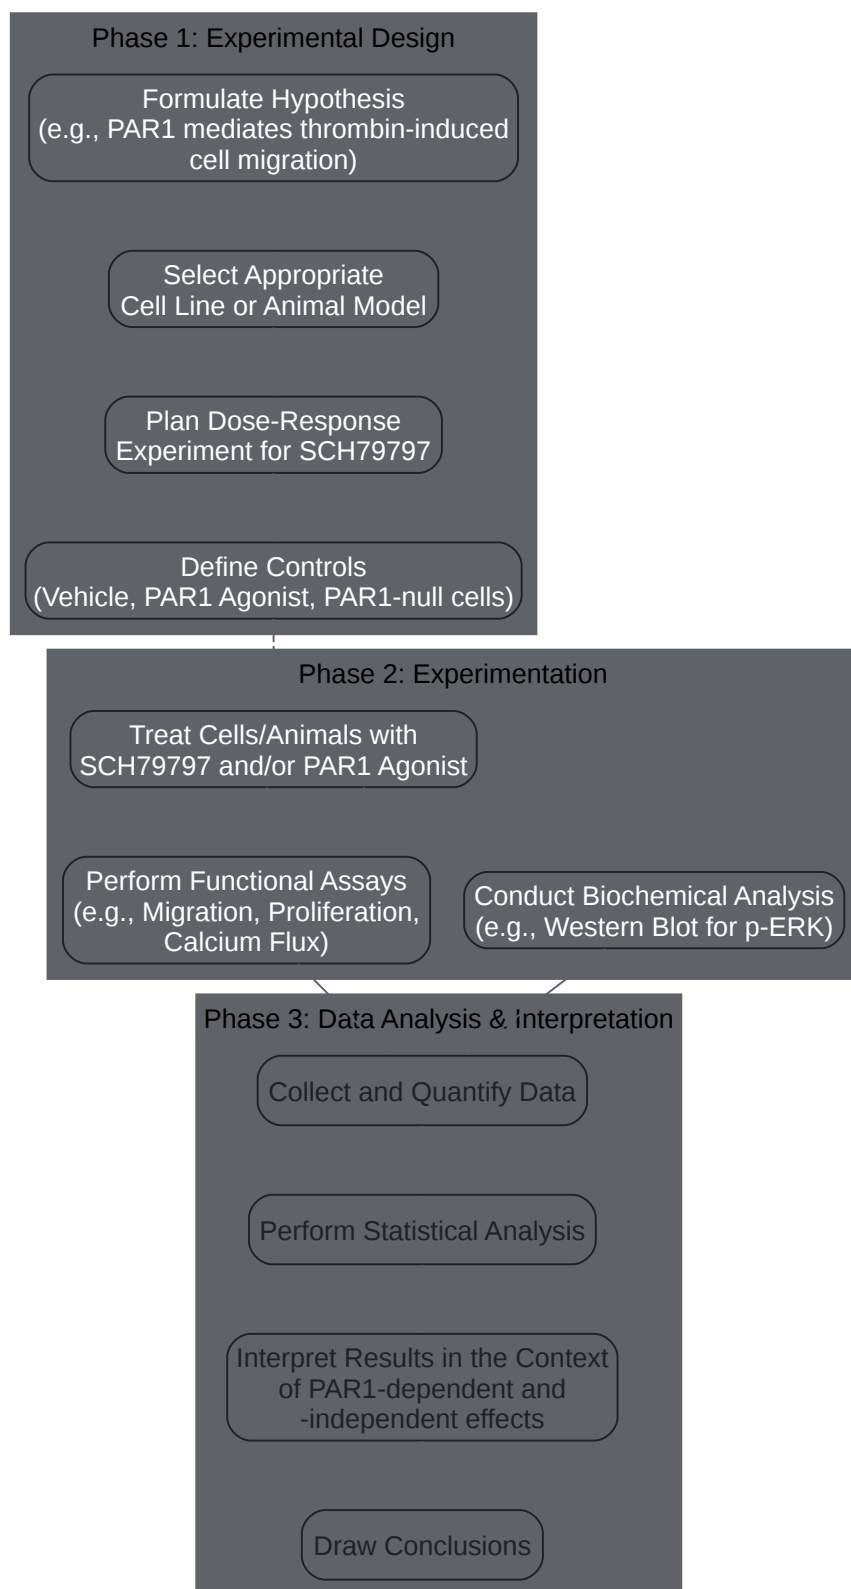 Phase 1: Experimental Design
Formulate Hypothesis
(e.g., PAR1 mediates thrombin-induced
cell migration)
Select Appropriate
Cell Line or Animal Model
Plan Dose-Response
Experiment for SCH79797
Define Controls
(Vehicle, PAR1 Agonist, PAR1-null cells)
Phase 2: Experimentation
Treat Cells/Animals with
SCH79797 and/or PAR1 Agonist
Perform Functional Assays
(e.g., Migration, Proliferation,
Calcium Flux)
Conduct Biochemical Analysis
(e.g., Western Blot for p-ERK)
Phase 3: Data Analysis & Interpretation
Collect and Quantify Data
Perform Statistical Analysis
Interpret Results in the Context
of PAR1-dependent and
-independent effects
Draw Conclusions